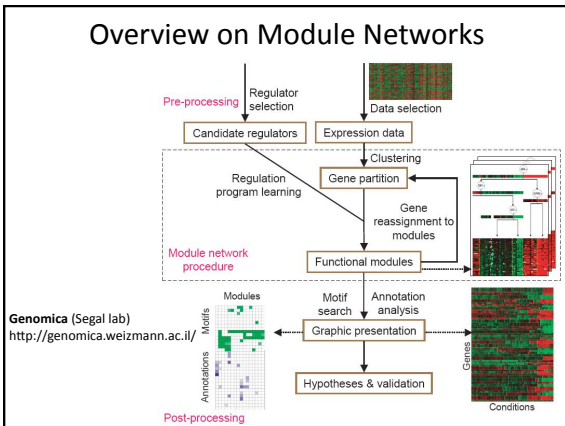 Overview on Module Networks
Pre-processing
Regulator
selection
Data selection
Candidate regulators
Expression data
Clustering
Regulation
program learning
Gene partition
Gene
reassignment to
modules
Module network
procedure
Functional modules
Motif
search
Annotation
analysis
Genomica (Segal lab)
http://genomica.weizmann.ac.il/
Modules
Motifs
Annotations
Graphic presentation
Genes
Conditions
Hypotheses & validation
Post-processing